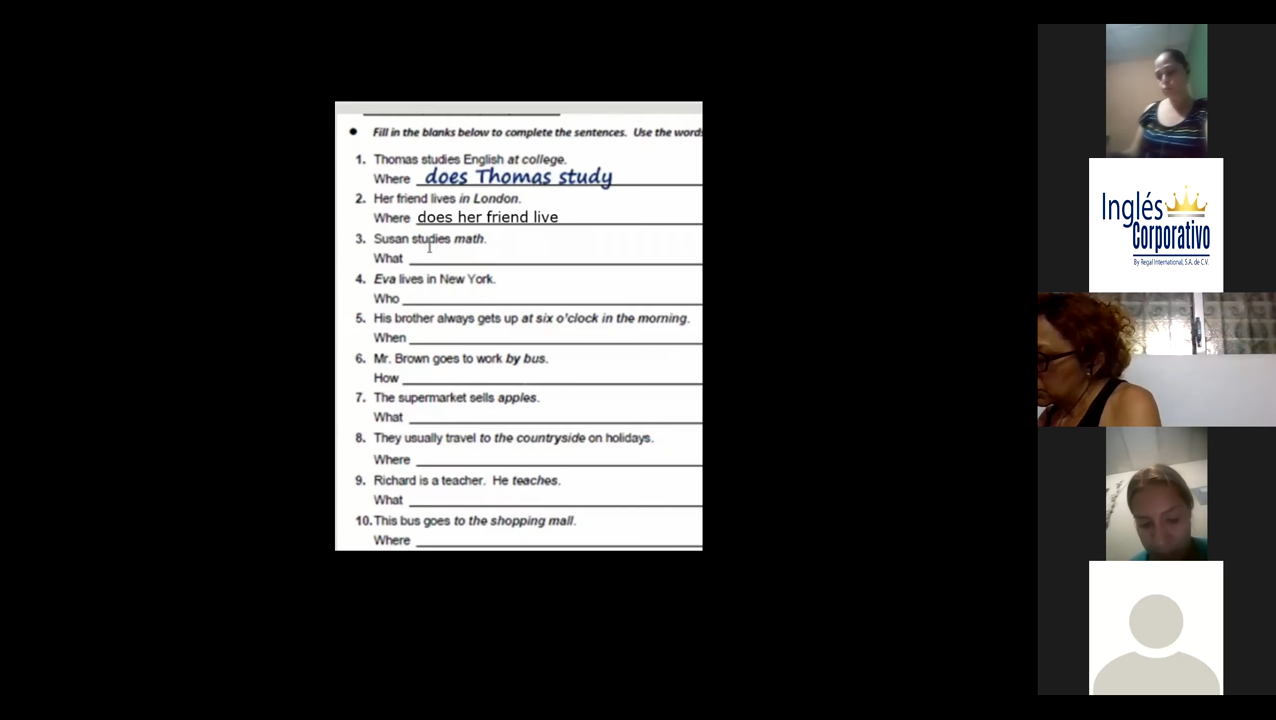 ● Fill in the blanks below to complete the sentences. Use the words
1. Thomas studies English at college.
Where does Thomas study
2. Her friend lives in London.
Where does her friend live
3. Susan studies math.
What
4. Eva lives in New York.
Who
5. His brother always gets up at six o'clock in the morning.
When
6. Mr. Brown goes to work by bus.
How
7. The supermarket sells apples.
What
8. They usually travel to the countryside on holidays.
Where
9. Richard is a teacher. He teaches.
What
10. This bus goes to the shopping mall.
Where
Inglés
Corporativo
By Regal International, S.A. de C.V.